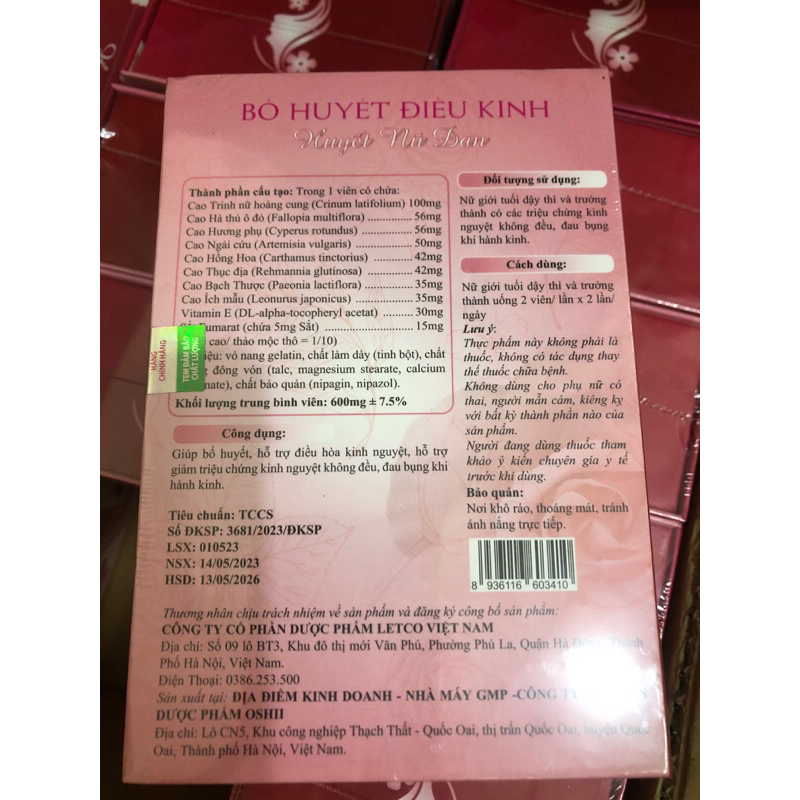 BỔ HUYẾT ĐIỀU KINH
Huyết Nữ Đan
Thành phần cấu tạo: Trong 1 viên có chứa:
Cao Trinh nữ hoàng cung (Crinum latifolium) 100mg
Cao Hà thủ ô đỏ (Fallopia multiflora) ............ 56mg
Cao Hương phụ (Cyperus rotundus) ............ 56mg
Cao Ngải cứu (Artemisia vulgaris) ............ 50mg
Cao Hồng Hoa (Carthamus tinctorius) ............ 42mg
Cao Thục địa (Rehmannia glutinosa) ............ 42mg
Cao Bạch Thược (Paeonia lactiflora) ............ 35mg
Cao Ích mẫu (Leonurus japonicus) ............ 35mg
Vitamin E (DL-alpha-tocopheryl acetat) .......... 30mg
Fumarat (chứa 5mg Sắt) ............ 15mg
cao/ thảo mộc thô = 1/10)
liệu: vỏ nang gelatin, chất làm dày (tinh bột), chất
đông vón (talc, magnesium stearate, calcium
chất bảo quản (nipagin, nipazol).
Khối lượng trung bình viên: 600mg ± 7.5%
HÀNG
CHÍNH HÃNG
TEM ĐẢM BẢO
CHẤT LƯỢNG
Công dụng:
Giúp bổ huyết, hỗ trợ điều hòa kinh nguyệt, hỗ trợ
giảm triệu chứng kinh nguyệt không đều, đau bụng khi
hành kinh.
Tiêu chuẩn: TCCS
Số ĐKSP: 3681/2023/ĐKSP
LSX: 010523
NSX: 14/05/2023
HSD: 13/05/2026
Đối tượng sử dụng:
Nữ giới tuổi dậy thì và trưởng
thành có các triệu chứng kinh
nguyệt không đều, đau bụng
khi hành kinh.
Cách dùng:
Nữ giới tuổi dậy thì và trưởng
thành uống 2 viên/ lần x 2 lần/
ngày
Lưu ý:
Thực phẩm này không phải là
thuốc, không có tác dụng thay
thế thuốc chữa bệnh.
Không dùng cho phụ nữ có
thai, người mẫn cảm, kiêng kỵ
với bất kỳ thành phần nào của
sản phẩm.
Người đang dùng thuốc tham
khảo ý kiến chuyên gia y tế
trước khi dùng.
Bảo quản:
Nơi khô ráo, thoáng mát, tránh
ánh nắng trực tiếp.
8 936116 603410
Thương nhân chịu trách nhiệm về sản phẩm và đăng ký công bố sản phẩm:
CÔNG TY CỔ PHẦN DƯỢC PHẨM LETCO VIỆT NAM
Địa chỉ: Số 09 lô BT3, Khu đô thị mới Văn Phú, Phường Phú La, Quận Hà Đông, Thành
Phố Hà Nội, Việt Nam.
Điện Thoại: 0386.253.500
Sản xuất tại: ĐỊA ĐIỂM KINH DOANH - NHÀ MÁY GMP -CÔNG TY
DƯỢC PHẨM OSHII
Địa chỉ: Lô CN5, Khu công nghiệp Thạch Thất - Quốc Oai, thị trấn Quốc Oai, huyện Quốc
Oai, Thành phố Hà Nội, Việt Nam.